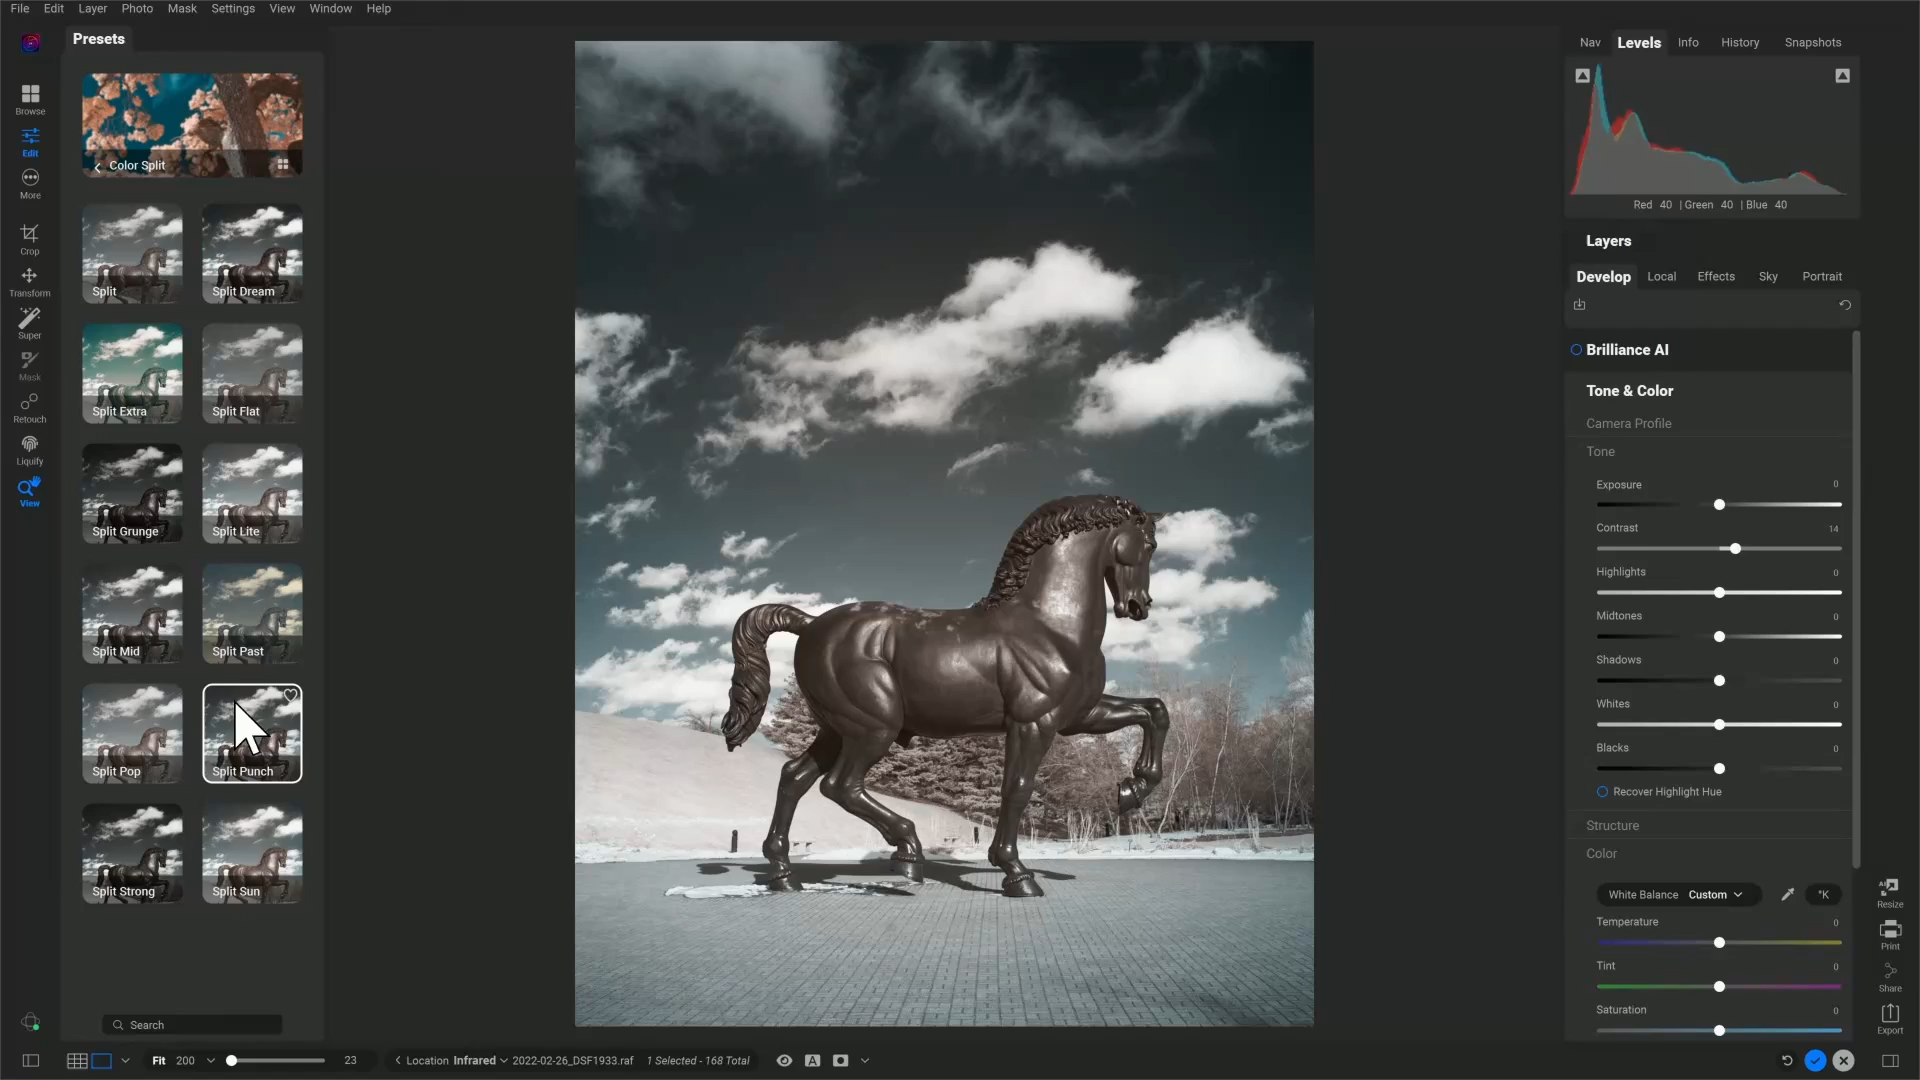 File Edit Layer Photo Mask Settings View Window Help
Presets
Nav Levels Info History Snapshots
Browse
Edit
More
Crop
Transform
Super
Mask
Retouch
Liquify
View
Color Split
Split
Split Dream
Split Extra
Split Flat
Split Grunge
Split Lite
Split Mid
Split Past
Split Pop
Split Punch
Split Strong
Split Sun
Search
Red 40 | Green 40 | Blue 40
Layers
Develop Local Effects Sky Portrait
Brilliance AI
Tone & Color
Camera Profile
Tone
Exposure 0
Contrast 14
Highlights 0
Midtones 0
Shadows 0
Whites 0
Blacks 0
Recover Highlight Hue
Structure
Color
White Balance Custom °K
Temperature 0
Tint 0
Saturation 0
AI
Resize
Print
Share
Export
Fit 200 23 Location Infrared 2022-02-26_DSF1933.raf 1 Selected - 168 Total A